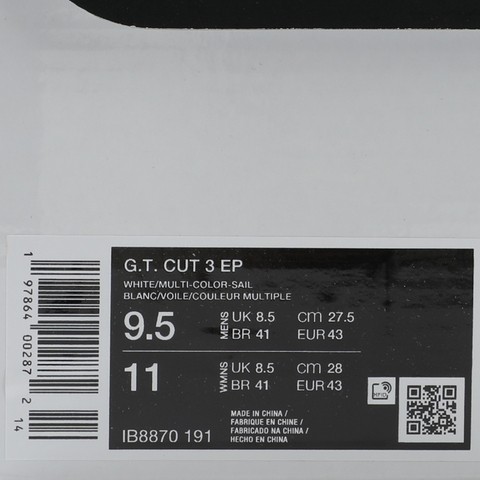 G.T. CUT 3 EP
WHITE/MULTI-COLOR-SAIL
BLANC/VOILE/COULEUR MULTIPLE
9.5 MENS UK 8.5 cm 27.5
BR 41 EUR 43
11 WMNS UK 8.5 cm 28
BR 41 EUR 43
RFID
IB8870 191
MADE IN CHINA /
FABRIQUE EN CHINE /
FABRICADO NA CHINA /
HECHO EN CHINA
1 97864 00287 2 14